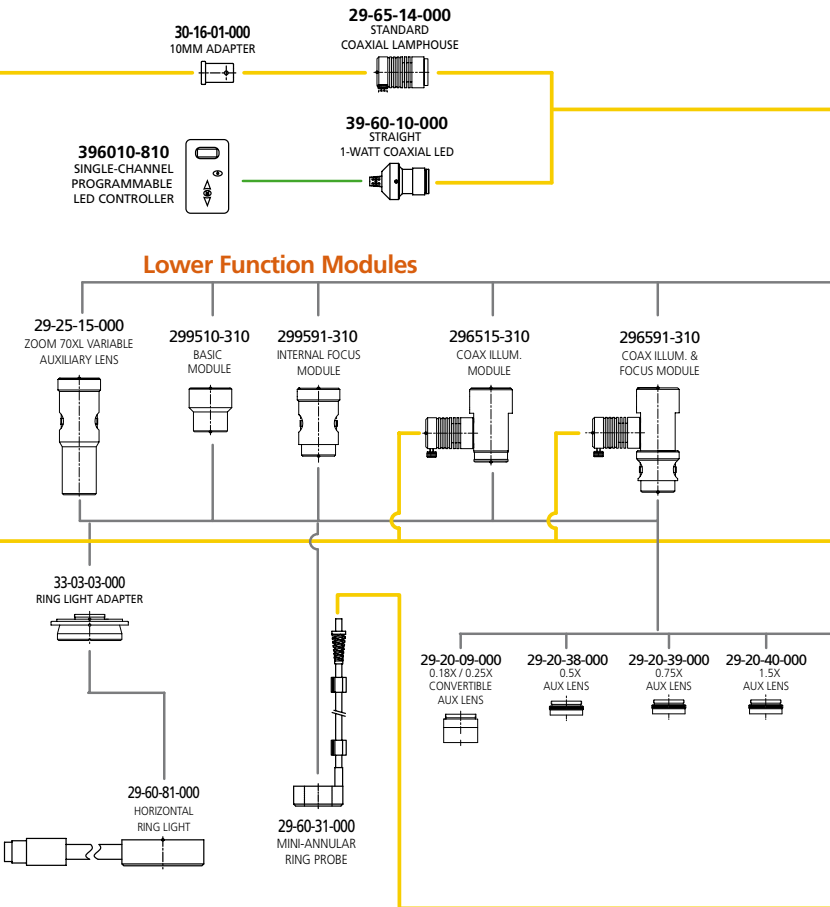 30-16-01-000
10MM ADAPTER
29-65-14-000
STANDARD
COAXIAL LAMPHOUSE
396010-810
SINGLE-CHANNEL
PROGRAMMABLE
LED CONTROLLER
39-60-10-000
STRAIGHT
1-WATT COAXIAL LED
Lower Function Modules
29-25-15-000
ZOOM 70XL VARIABLE
AUXILIARY LENS
299510-310
BASIC
MODULE
299591-310
INTERNAL FOCUS
MODULE
296515-310
COAX ILLUM.
MODULE
296591-310
COAX ILLUM. &
FOCUS MODULE
33-03-03-000
RING LIGHT ADAPTER
29-20-09-000
0.18X / 0.25X
CONVERTIBLE
AUX LENS
29-20-38-000
0.5X
AUX LENS
29-20-39-000
0.75X
AUX LENS
29-20-40-000
1.5X
AUX LENS
29-60-81-000
HORIZONTAL
RING LIGHT
29-60-31-000
MINI-ANNULAR
RING PROBE